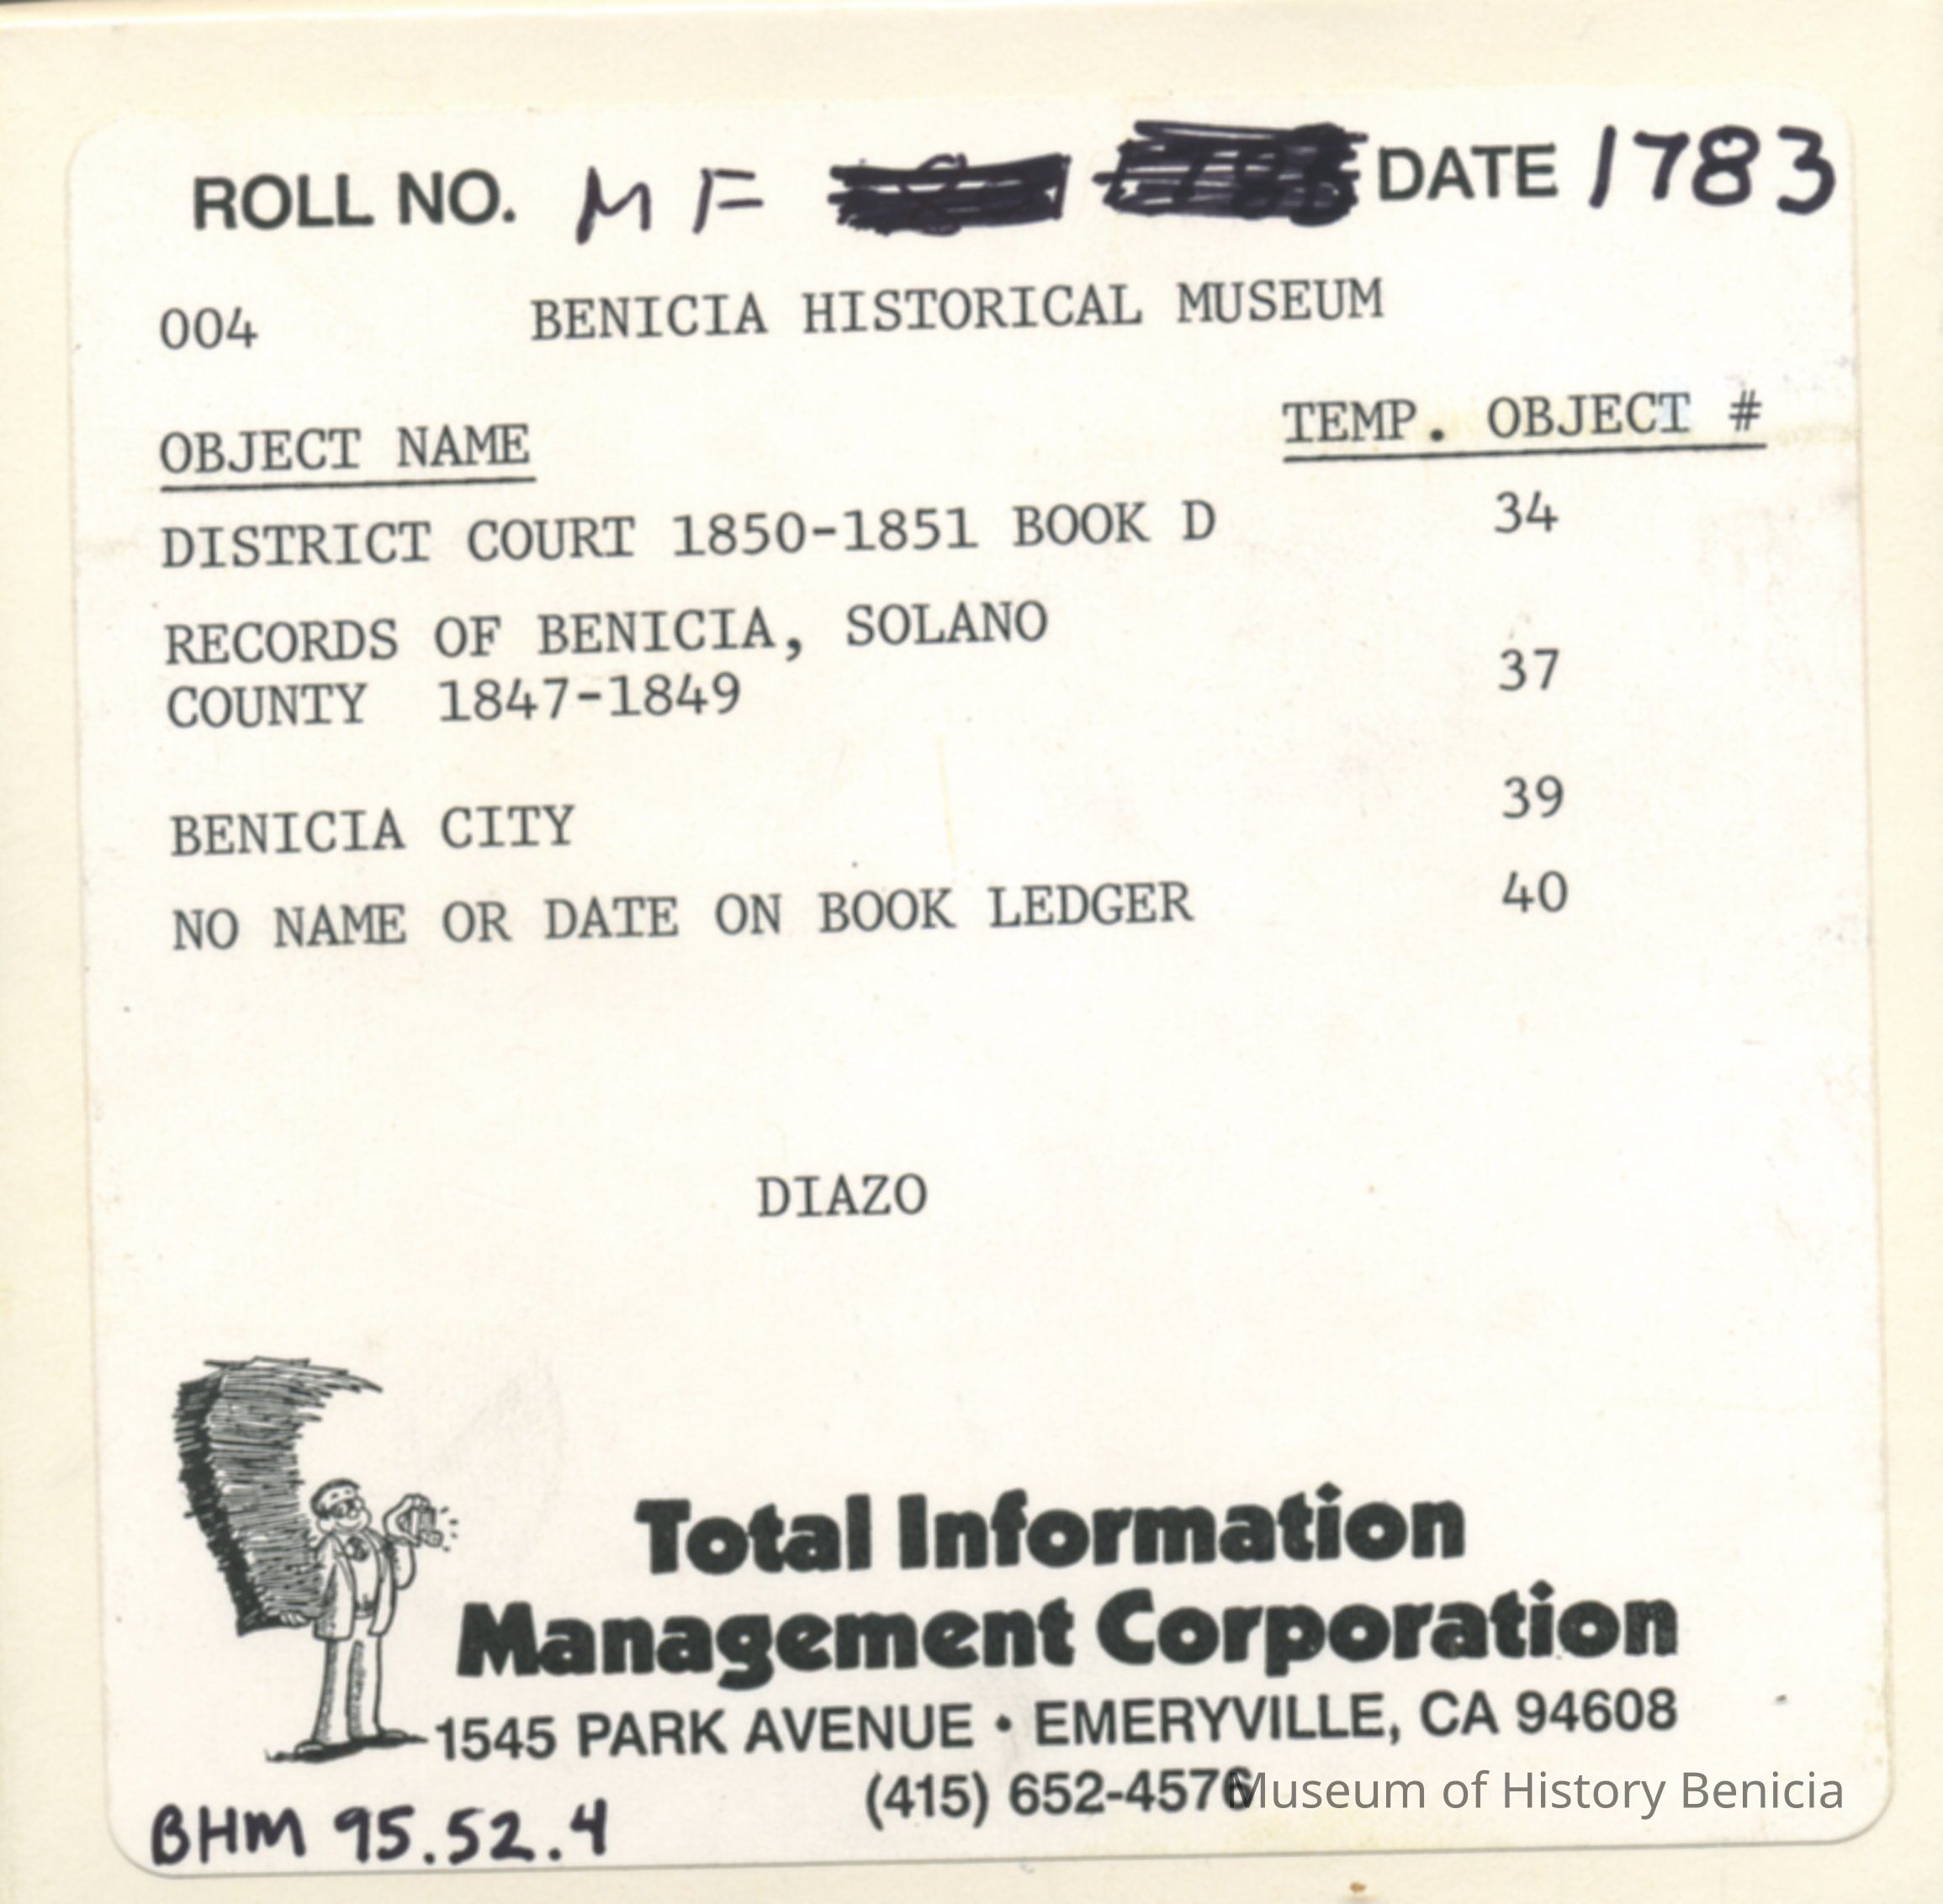 ROLL NO. MF DATE 1783
004 BENICIA HISTORICAL MUSEUM
OBJECT NAME TEMP. OBJECT #
DISTRICT COURT 1850-1851 BOOK D 34
RECORDS OF BENICIA, SOLANO
COUNTY 1847-1849 37
BENICIA CITY 39
NO NAME OR DATE ON BOOK LEDGER 40
DIAZO
Total Information
Management Corporation
1545 PARK AVENUE • EMERYVILLE, CA 94608
(415) 652-4576
Museum of History Benicia
BHM 95.52.4